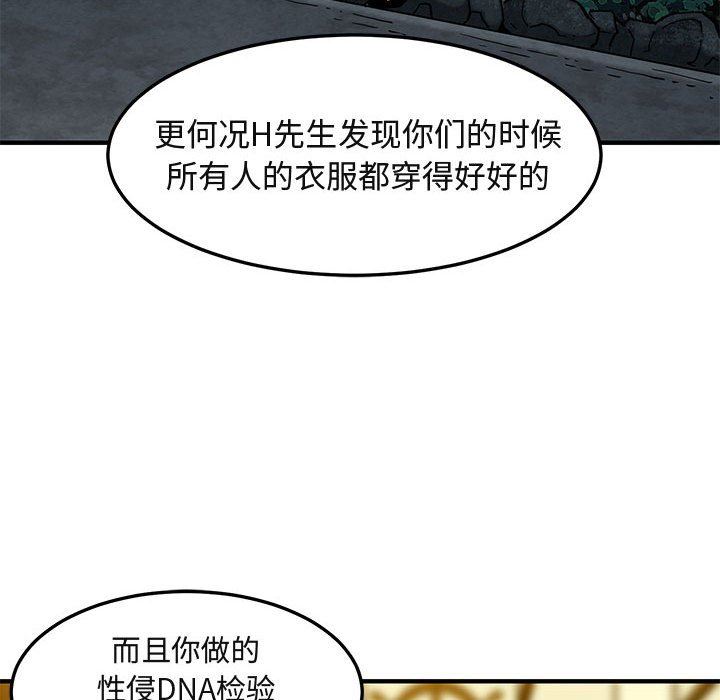 更何况H先生发现你们的时候
所有人的衣服都穿得好好的
而且你做的
性侵DNA检验